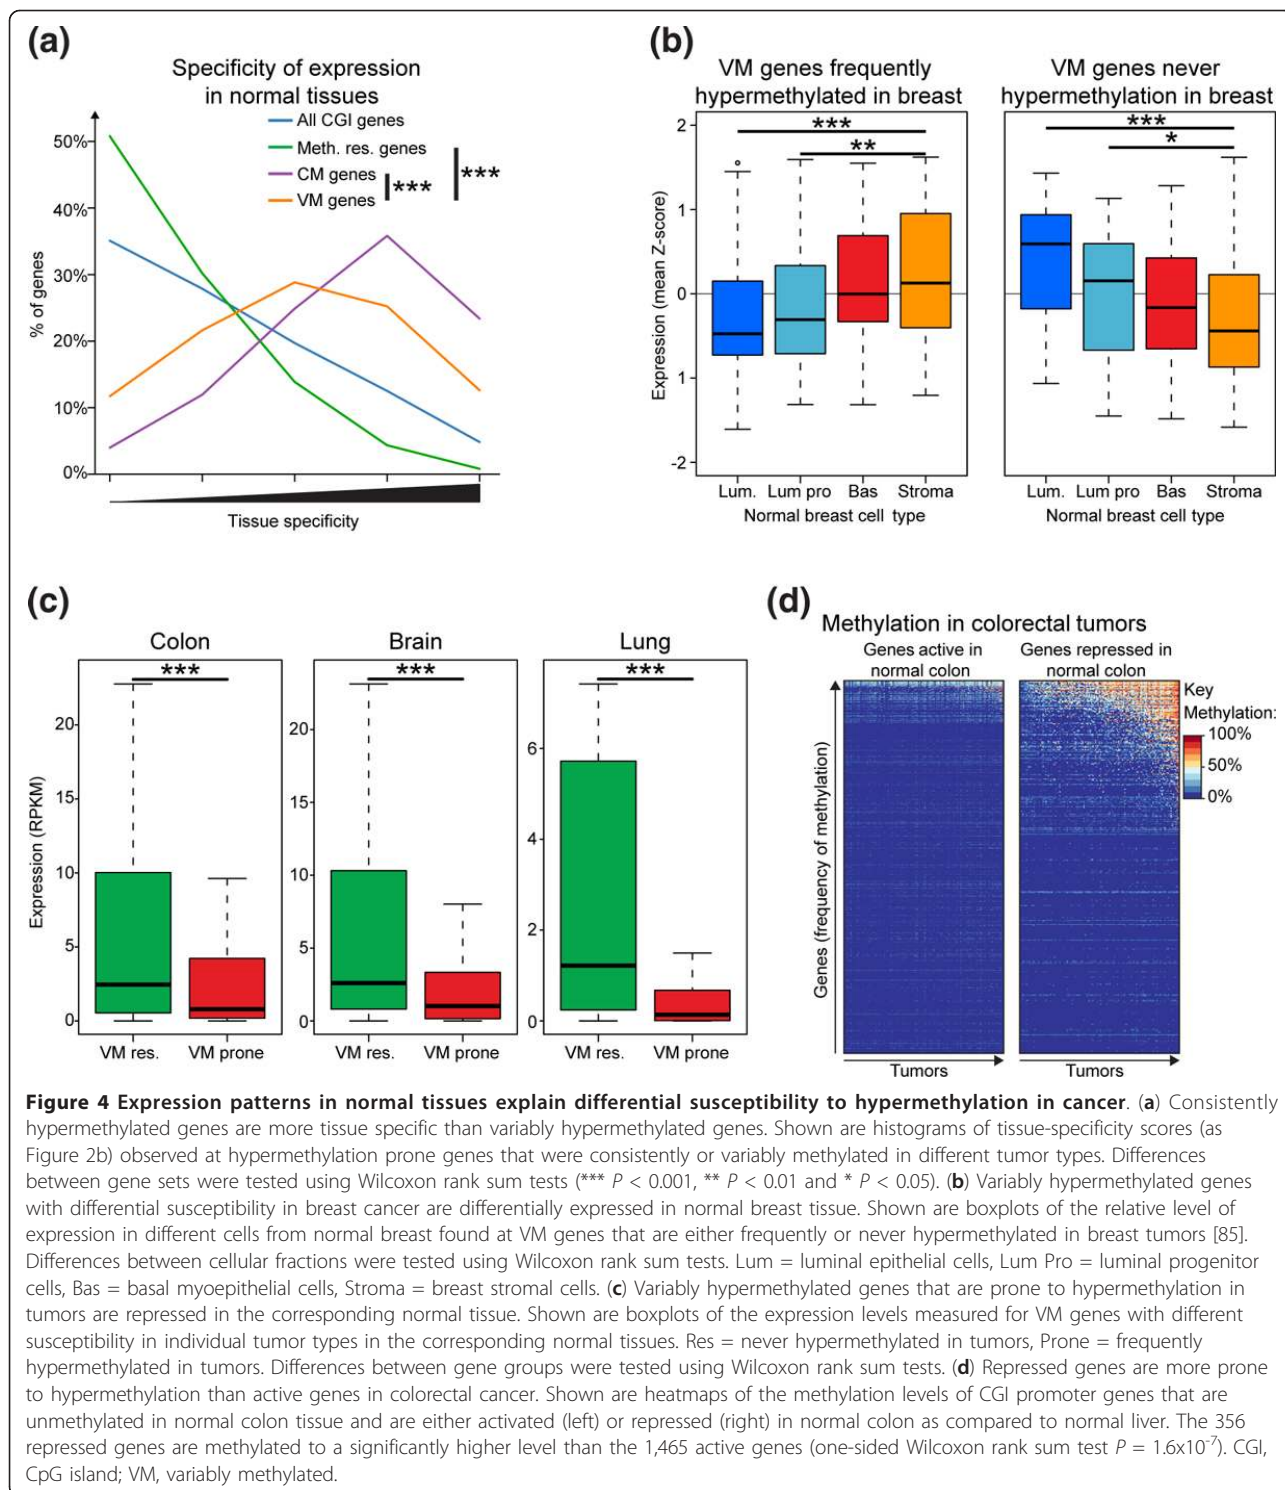 (a)
Specificity of expression
in normal tissues
All CGI genes
Meth. res. genes
CM genes
VM genes
***
***
50%
40%
30%
20%
10%
0%
% of genes
Tissue specificity
(b)
VM genes frequently
hypermethylated in breast
VM genes never
hypermethylation in breast
***
**
***
*
2
1
0
1
-2
Expression (mean Z-score)
Lum. Lum pro Bas Stroma
Normal breast cell type
Lum. Lum pro Bas Stroma
Normal breast cell type
(c)
Colon
Brain
Lung
***
***
***
20
15
10
5
0
Expression (RPKM)
20
15
10
5
0
6
4
2
0
VM res. VM prone
VM res. VM prone
VM res. VM prone
(d)
Methylation in colorectal tumors
Genes active in
normal colon
Genes repressed in
normal colon
Key
Methylation:
100%
50%
0%
Genes (frequency of methylation)
Tumors
Tumors
Figure 4 Expression patterns in normal tissues explain differential susceptibility to hypermethylation in cancer. (a) Consistently
hypermethylated genes are more tissue specific than variably hypermethylated genes. Shown are histograms of tissue-specificity scores (as
Figure 2b) observed at hypermethylation prone genes that were consistently or variably methylated in different tumor types. Differences
between gene sets were tested using Wilcoxon rank sum tests (*** P < 0.001, ** P < 0.01 and * P < 0.05). (b) Variably hypermethylated genes
with differential susceptibility in breast cancer are differentially expressed in normal breast tissue. Shown are boxplots of the relative level of
expression in different cells from normal breast found at VM genes that are either frequently or never hypermethylated in breast tumors [85].
Differences between cellular fractions were tested using Wilcoxon rank sum tests. Lum = luminal epithelial cells, Lum Pro = luminal progenitor
cells, Bas = basal myoepithelial cells, Stroma = breast stromal cells. (c) Variably hypermethylated genes that are prone to hypermethylation in
tumors are repressed in the corresponding normal tissue. Shown are boxplots of the expression levels measured for VM genes with different
susceptibility in individual tumor types in the corresponding normal tissues. Res = never hypermethylated in tumors, Prone = frequently
hypermethylated in tumors. Differences between gene groups were tested using Wilcoxon rank sum tests. (d) Repressed genes are more prone
to hypermethylation than active genes in colorectal cancer. Shown are heatmaps of the methylation levels of CGI promoter genes that are
unmethylated in normal colon tissue and are either activated (left) or repressed (right) in normal colon as compared to normal liver. The 356
repressed genes are methylated to a significantly higher level than the 1,465 active genes (one-sided Wilcoxon rank sum test P = 1.6x10⁻⁷). CGI,
CpG island; VM, variably methylated.